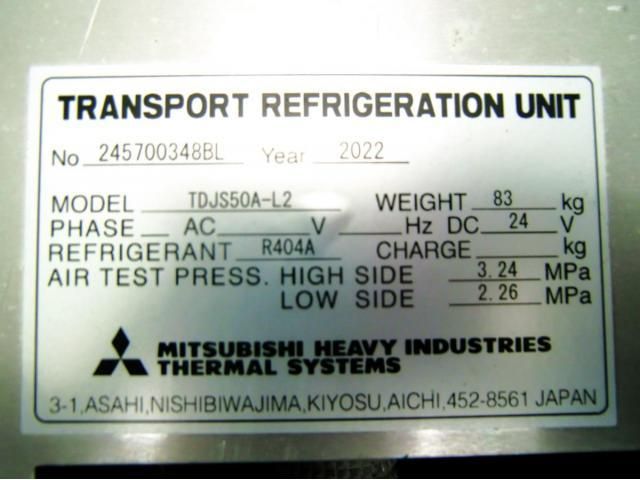 TRANSPORT REFRIGERATION UNIT
No 245700348BL Year 2022
MODEL TDJS50A-L2 WEIGHT 83 kg
PHASE AC V Hz DC 24 V
REFRIGERANT R404A CHARGE kg
AIR TEST PRESS. HIGH SIDE 3.24 MPa
LOW SIDE 2.26 MPa
MITSUBISHI HEAVY INDUSTRIES
THERMAL SYSTEMS
3-1,ASAHI,NISHIBIWAJIMA,KIYOSU,AICHI,452-8561 JAPAN